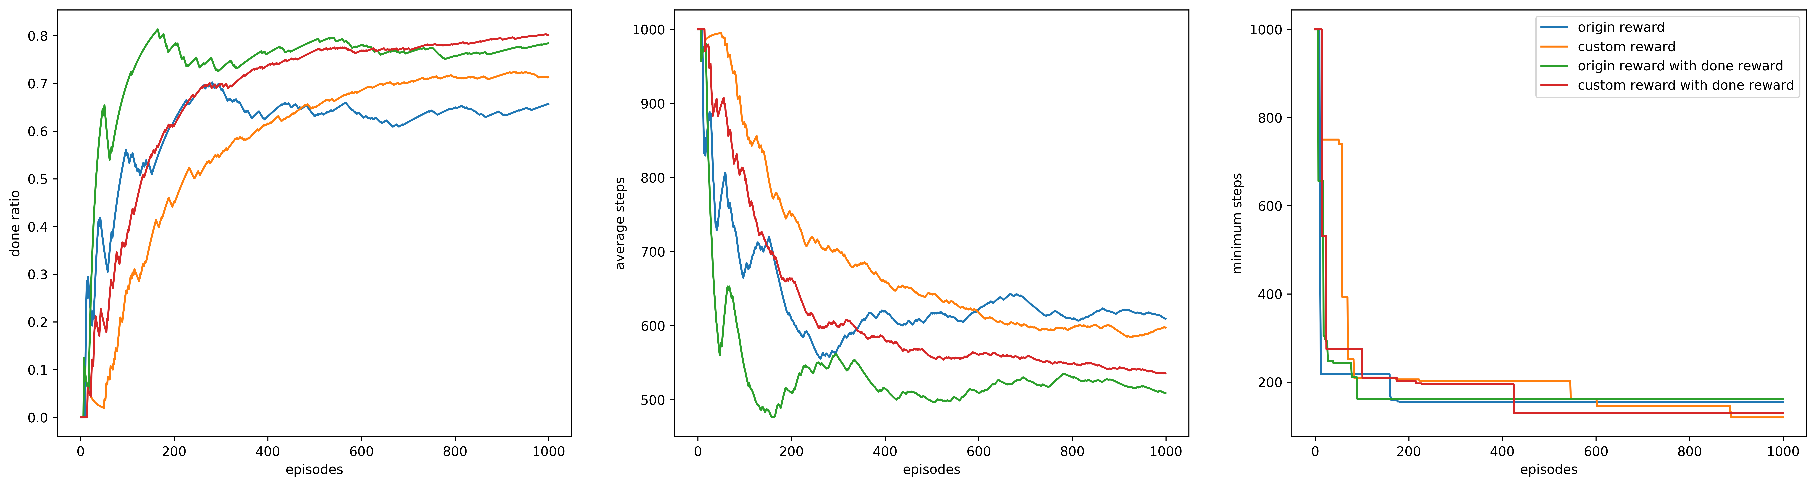 0.8
0.7
0.6
0.5
0.4
0.3
0.2
0.1
0.0
done ratio
0 200 400 600 800 1000
episodes
1000
900
800
700
600
500
average steps
0 200 400 600 800 1000
episodes
1000
800
600
400
200
minimum steps
0 200 400 600 800 1000
episodes
origin reward
custom reward
origin reward with done reward
custom reward with done reward